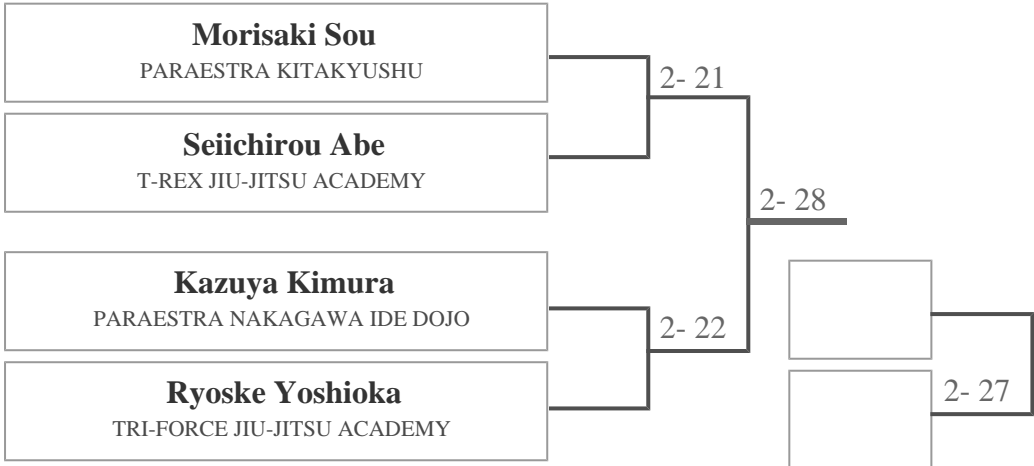 Morisaki Sou
PARAESTRA KITAKYUSHU
2- 21
Seiichirou Abe
T-REX JIU-JITSU ACADEMY
2- 28
Kazuya Kimura
PARAESTRA NAKAGAWA IDE DOJO
2- 22
Ryoske Yoshioka
TRI-FORCE JIU-JITSU ACADEMY
2- 27